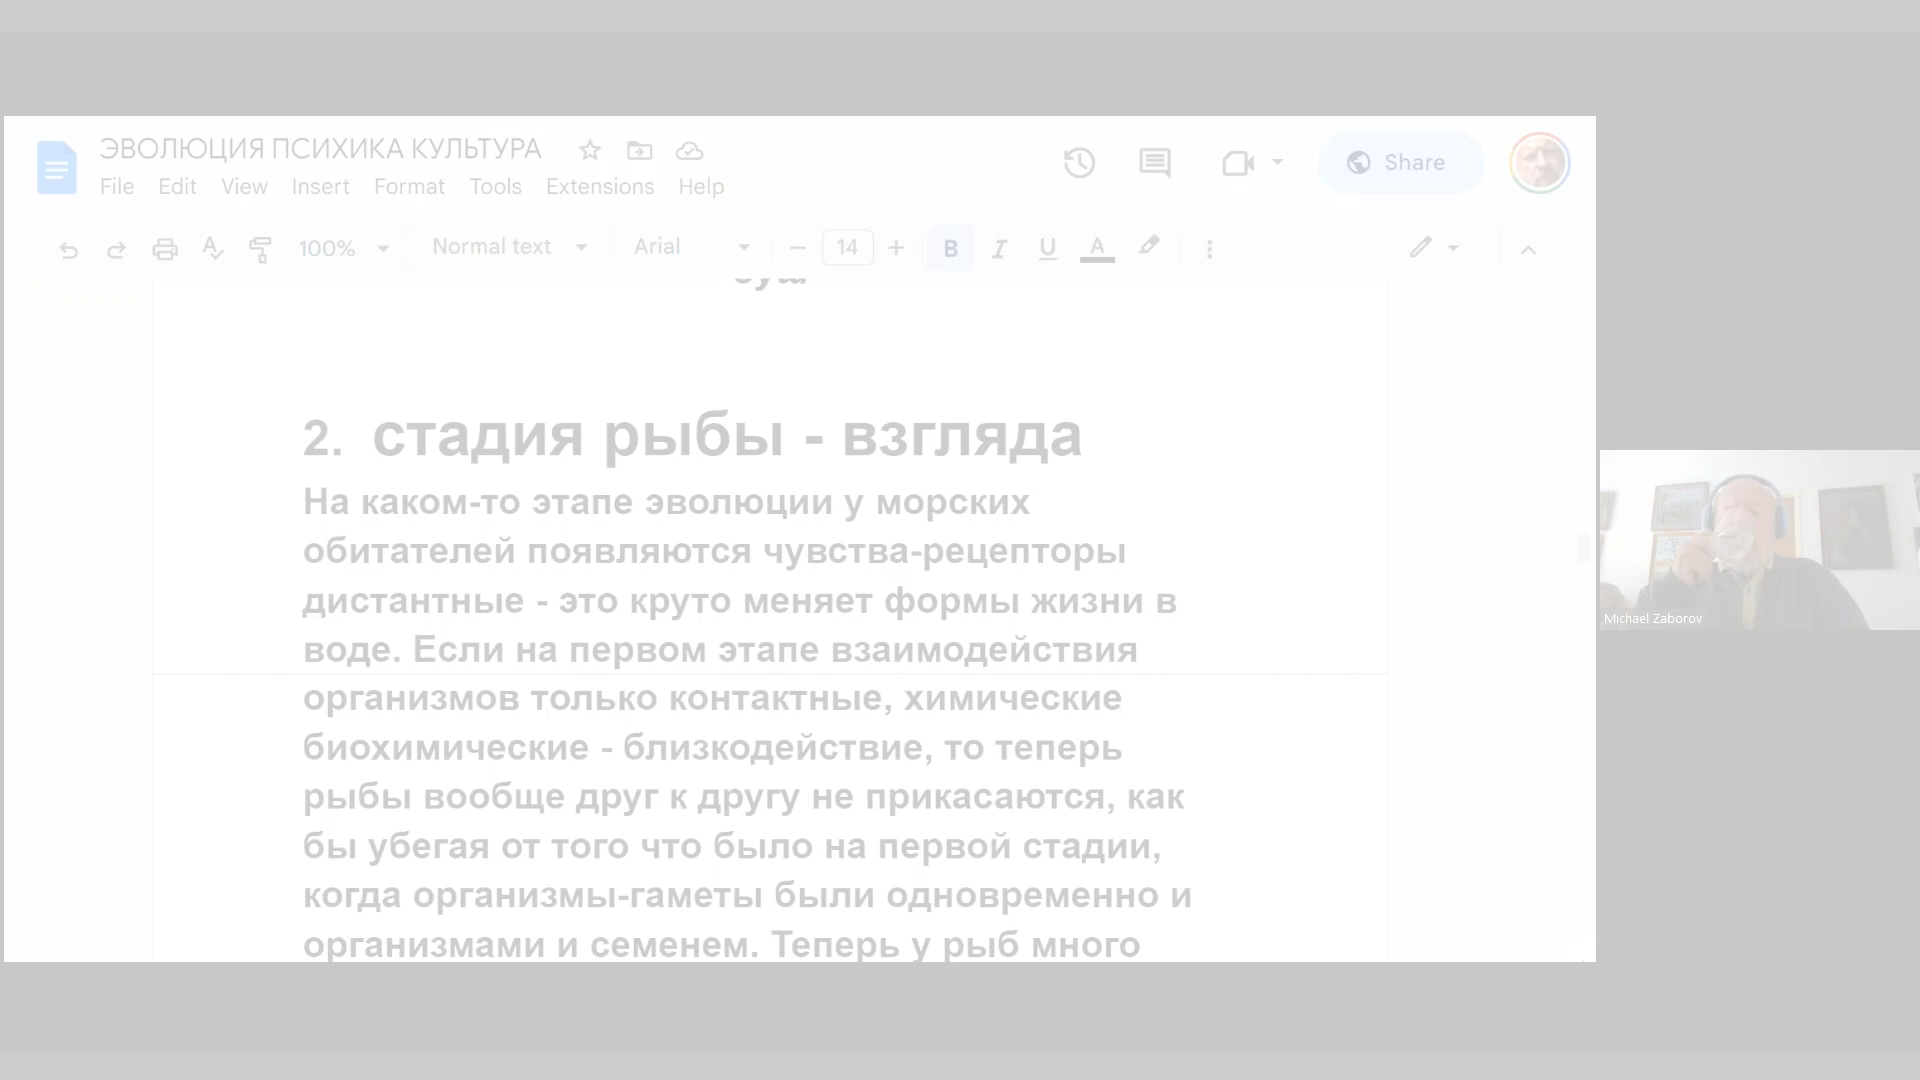 ЭВОЛЮЦИЯ ПСИХИКА КУЛЬТУРА
File Edit View Insert Format Tools Extensions Help
Share
100% Normal text Arial 14 B I U A
2. стадия рыбы - взгляда
На каком-то этапе эволюции у морских
обитателей появляются чувства-рецепторы
дистантные - это круто меняет формы жизни в
воде. Если на первом этапе взаимодействия
организмов только контактные, химические
биохимические - близкодействие, то теперь
рыбы вообще друг к другу не прикасаются, как
бы убегая от того что было на первой стадии,
когда организмы-гаметы были одновременно и
организмами и семенем. Теперь у рыб много
Michael Zaborov